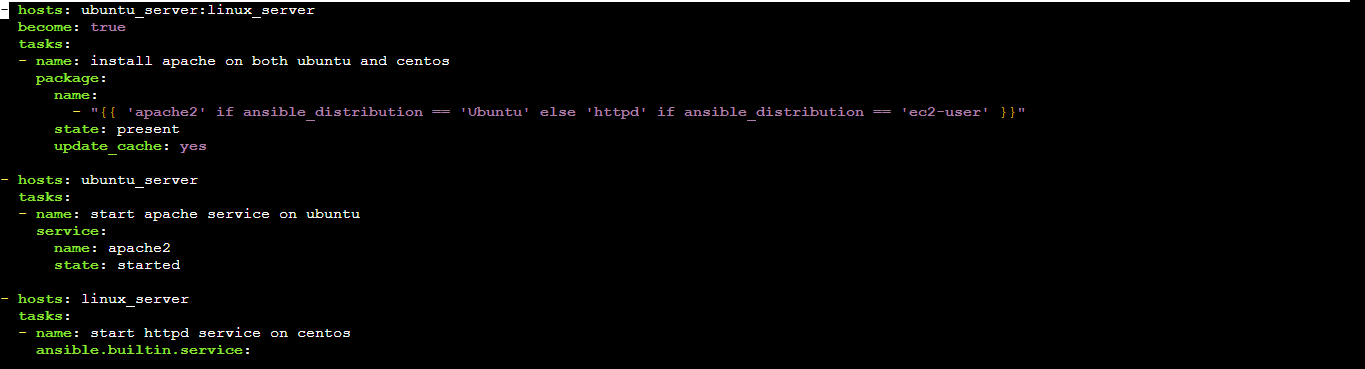 - hosts: ubuntu_server:linux_server
  become: true
  tasks:
  - name: install apache on both ubuntu and centos
    package:
      name:
        - "{{ 'apache2' if ansible_distribution == 'Ubuntu' else 'httpd' if ansible_distribution == 'ec2-user' }}"
      state: present
      update_cache: yes

- hosts: ubuntu_server
  tasks:
  - name: start apache service on ubuntu
    service:
      name: apache2
      state: started

- hosts: linux_server
  tasks:
  - name: start httpd service on centos
    ansible.builtin.service: